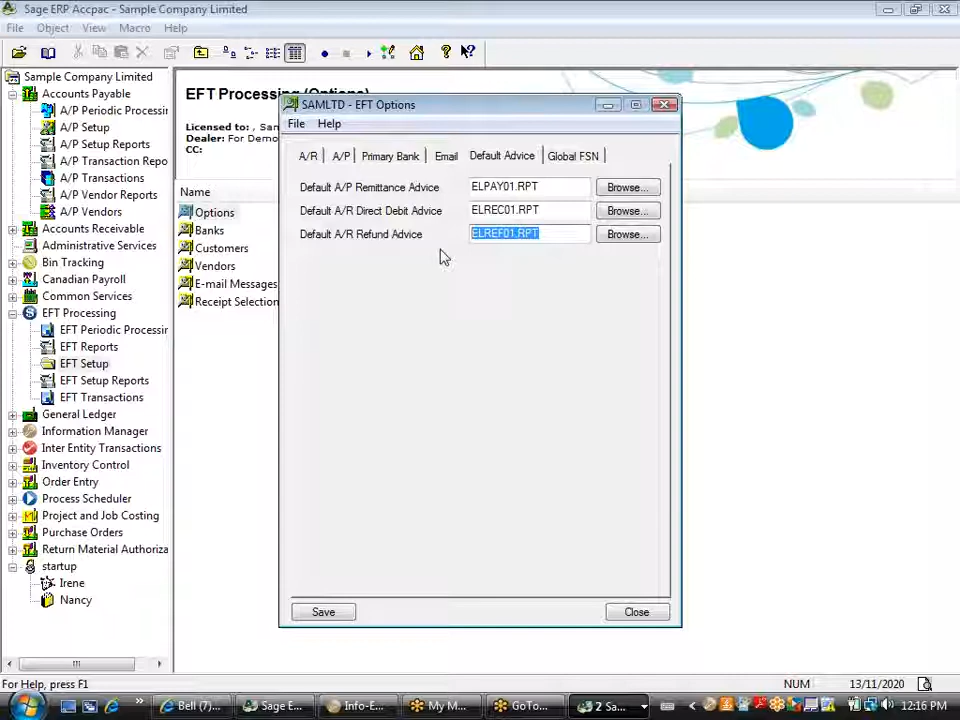 Sage ERP Accpac - Sample Company Limited
File Object View Macro Help
Sample Company Limited
Accounts Payable
A/P Periodic Processin
A/P Setup
A/P Setup Reports
A/P Transaction Repo
A/P Transactions
A/P Vendor Reports
A/P Vendors
Accounts Receivable
Administrative Services
Bin Tracking
Canadian Payroll
Common Services
EFT Processing
EFT Periodic Processin
EFT Reports
EFT Setup
EFT Setup Reports
EFT Transactions
General Ledger
Information Manager
Inter Entity Transactions
Inventory Control
Order Entry
Process Scheduler
Project and Job Costing
Purchase Orders
Return Material Authoriza
startup
Irene
Nancy
EFT Processing (Options)
Licensed to: , Sam
Dealer: For Demo
CC:
Name
Options
Banks
Customers
Vendors
E-mail Messages
Receipt Selection
SAMLTD - EFT Options
File Help
A/R A/P Primary Bank Email Default Advice Global FSN
Default A/P Remittance Advice ELPAY01.RPT Browse...
Default A/R Direct Debit Advice ELREC01.RPT Browse...
Default A/R Refund Advice ELREF01.RPT Browse...
Save Close
For Help, press F1 NUM 13/11/2020
Bell (7)... Sage E... Info-E... My M... GoTo... 2 Sa... 12:16 PM